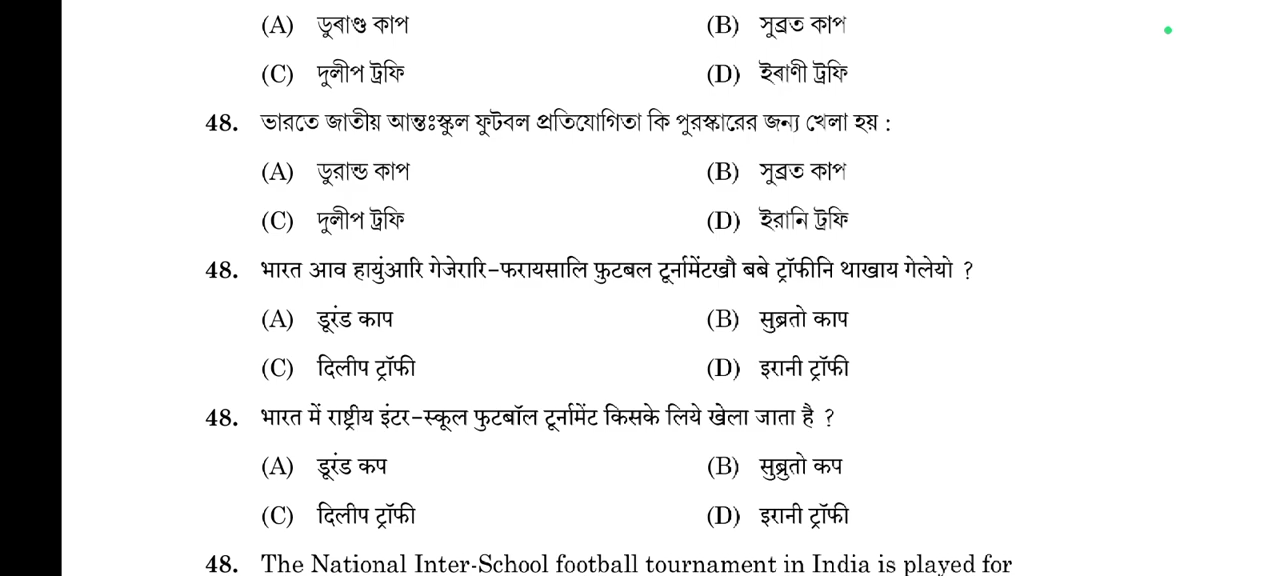 (A) ডুৰাণ্ড কাপ (B) সুব্ৰত কাপ
(C) দুলীপ ট্ৰফি (D) ইৰাণী ট্ৰফি
48. ভারতে জাতীয় আন্তঃস্কুল ফুটবল প্রতিযোগিতা কি পুরস্কারের জন্য খেলা হয় :
(A) ডুরান্ড কাপ (B) সুব্রত কাপ
(C) দুলীপ ট্রফি (D) ইরানি ট্রফি
48. भारत आव हायुंआरि गेजेरारि-फरायसालि फुटबल टूर्नामेंटखौ बबे ट्रॉफीनि थाखाय गेलेयो ?
(A) डूरंड काप (B) सुब्रतो काप
(C) दिलीप ट्रॉफी (D) इरानी ट्रॉफी
48. भारत में राष्ट्रीय इंटर-स्कूल फुटबॉल टूर्नामेंट किसके लिये खेला जाता है ?
(A) डूरंड कप (B) सुब्रुतो कप
(C) दिलीप ट्रॉफी (D) इरानी ट्रॉफी
48. The National Inter-School football tournament in India is played for